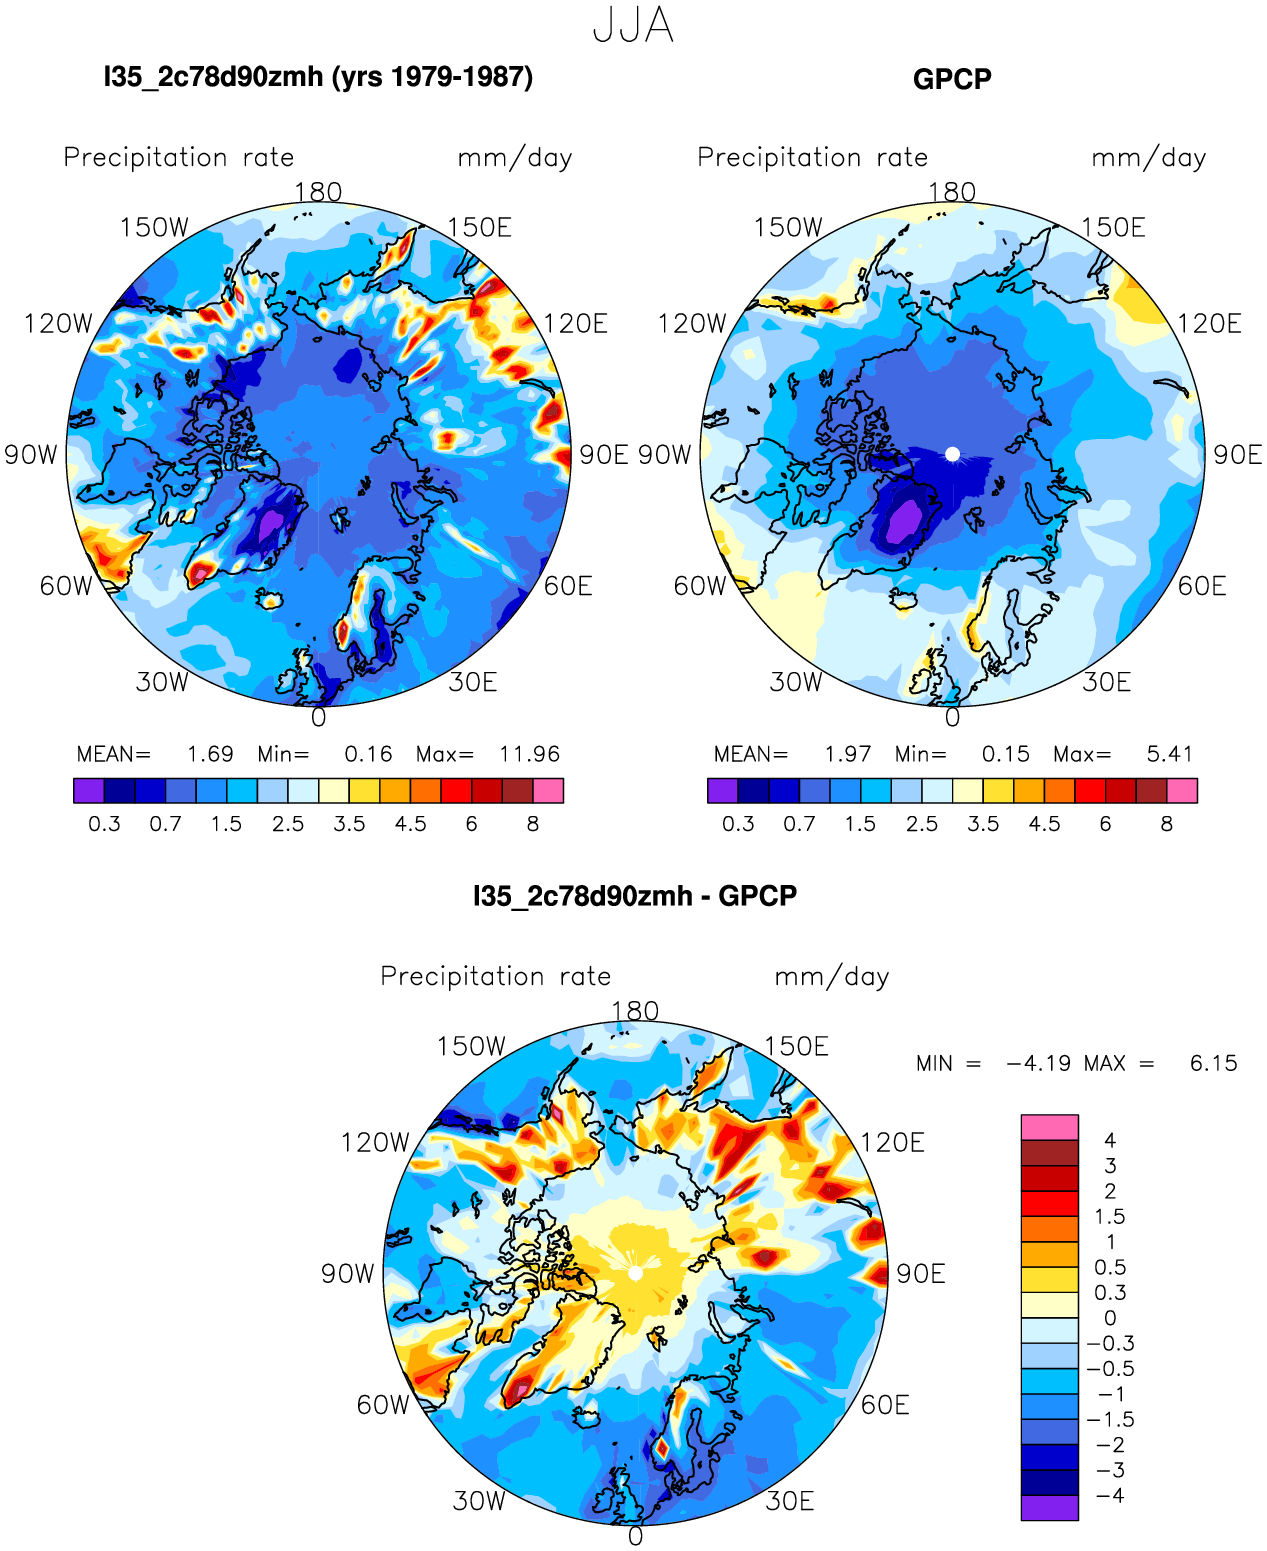 JJA
l35_2c78d90zmh (yrs 1979-1987)
GPCP
Precipitation rate mm/day
Precipitation rate mm/day
180
150W 150E
120W 120E
90W 90E
60W 60E
30W 30E
0
180
150W 150E
120W 120E
90W 90E
60W 60E
30W 30E
0
MEAN= 1.69 Min= 0.16 Max= 11.96
0.3 0.7 1.5 2.5 3.5 4.5 6 8
MEAN= 1.97 Min= 0.15 Max= 5.41
0.3 0.7 1.5 2.5 3.5 4.5 6 8
l35_2c78d90zmh - GPCP
Precipitation rate mm/day
180
150W 150E
120W 120E
90W 90E
60W 60E
30W 30E
0
MIN = −4.19 MAX = 6.15
4
3
2
1.5
1
0.5
0.3
0
−0.3
−0.5
−1
−1.5
−2
−3
−4